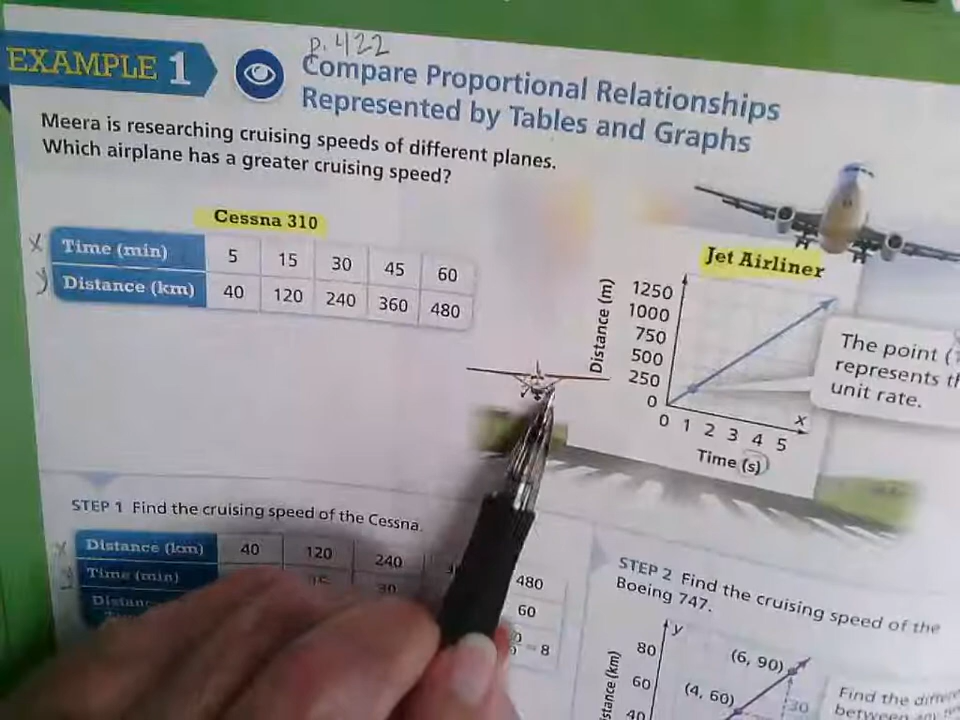 p. 422
EXAMPLE 1
Compare Proportional Relationships
Represented by Tables and Graphs
Meera is researching cruising speeds of different planes.
Which airplane has a greater cruising speed?
Cessna 310
x Time (min) 5 15 30 45 60
y Distance (km) 40 120 240 360 480
Jet Airliner
Distance (m)
1250
1000
750
500
250
0
0 1 2 3 4 5
x
Time (s)
The point (
represents
unit rate.
STEP 1 Find the cruising speed of the Cessna.
x Distance (km) 40 120 240 480
y Time (min) 30 60
= 8
STEP 2 Find the cruising speed of the
Boeing 747.
y
80
60
40
(6, 90)
(4, 60)
30
Find the
between